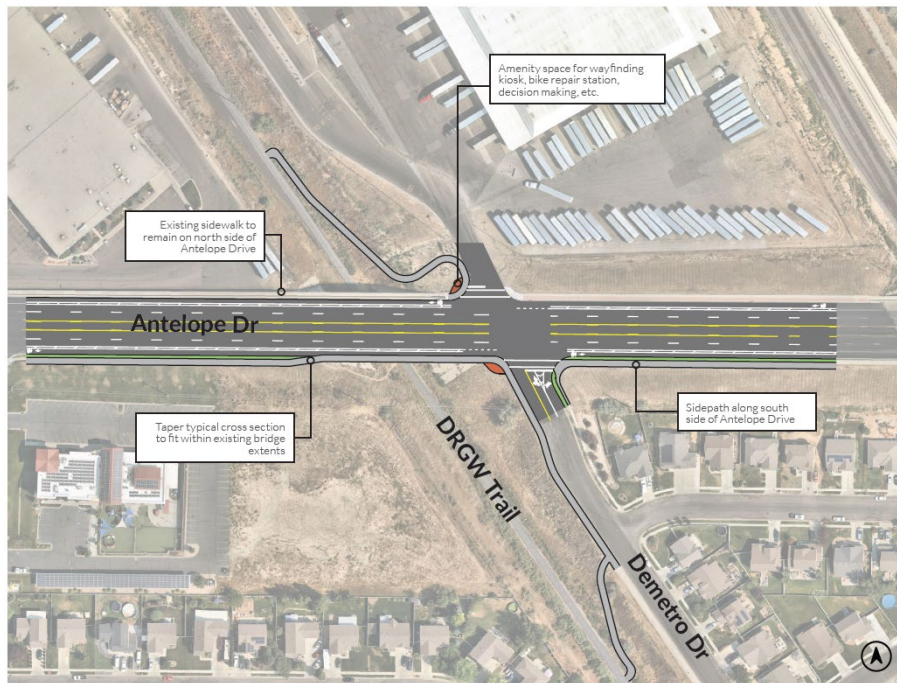 Amenity space for wayfinding
kiosk, bike repair station,
decision making, etc.
Existing sidewalk to
remain on north side of
Antelope Drive
Antelope Dr
Taper typical cross section
to fit within existing bridge
extents
Sidepath along south
side of Antelope Drive
DRGW Trail
Demetro Dr